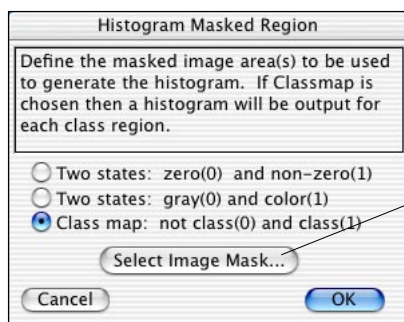 Histogram Masked Region
Define the masked image area(s) to be used
to generate the histogram. If Classmap is
chosen then a histogram will be output for
each class region.
Two states: zero(0) and non-zero(1)
Two states: gray(0) and color(1)
Class map: not class(0) and class(1)
Select Image Mask...
Cancel OK